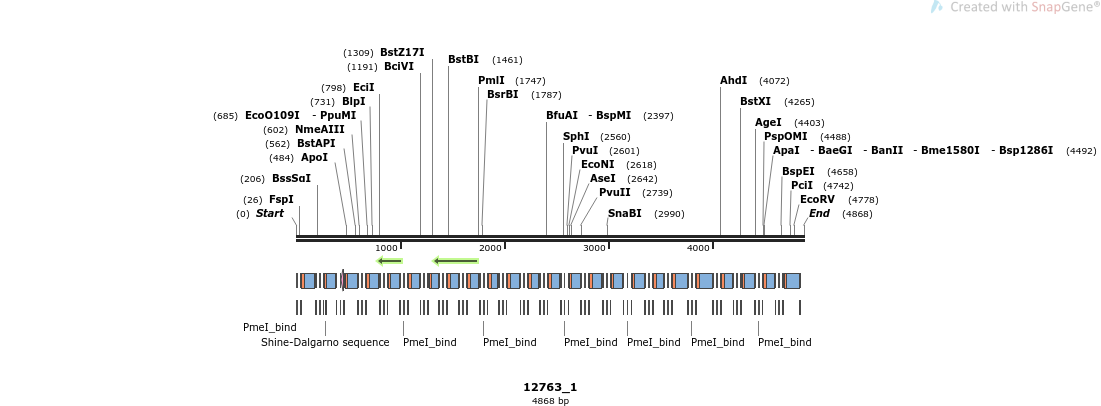 Created with SnapGene®
(1309) BstZ17I
BstBI (1461)
(1191) BciVI
PmlI (1747)
AhdI (4072)
(798) EciI
BsrBI (1787)
(731) BlpI
BstXI (4265)
(685) EcoO109I - PpuMI
BfuAI - BspMI (2397)
AgeI (4403)
(602) NmeAIII
SphI (2560)
PspOMI (4488)
(562) BstAPI
PvuI (2601)
ApaI - BaeGI - BanII - Bme1580I - Bsp1286I (4492)
(484) ApoI
EcoNI (2618)
BspEI (4658)
(206) BssSαI
AseI (2642)
PciI (4742)
(26) FspI
PvuII (2739)
EcoRV (4778)
(0) Start
SnaBI (2990)
End (4868)
1000 2000 3000 4000
PmeI_bind
Shine-Dalgarno sequence PmeI_bind PmeI_bind PmeI_bind PmeI_bind PmeI_bind PmeI_bind
12763_1
4868 bp